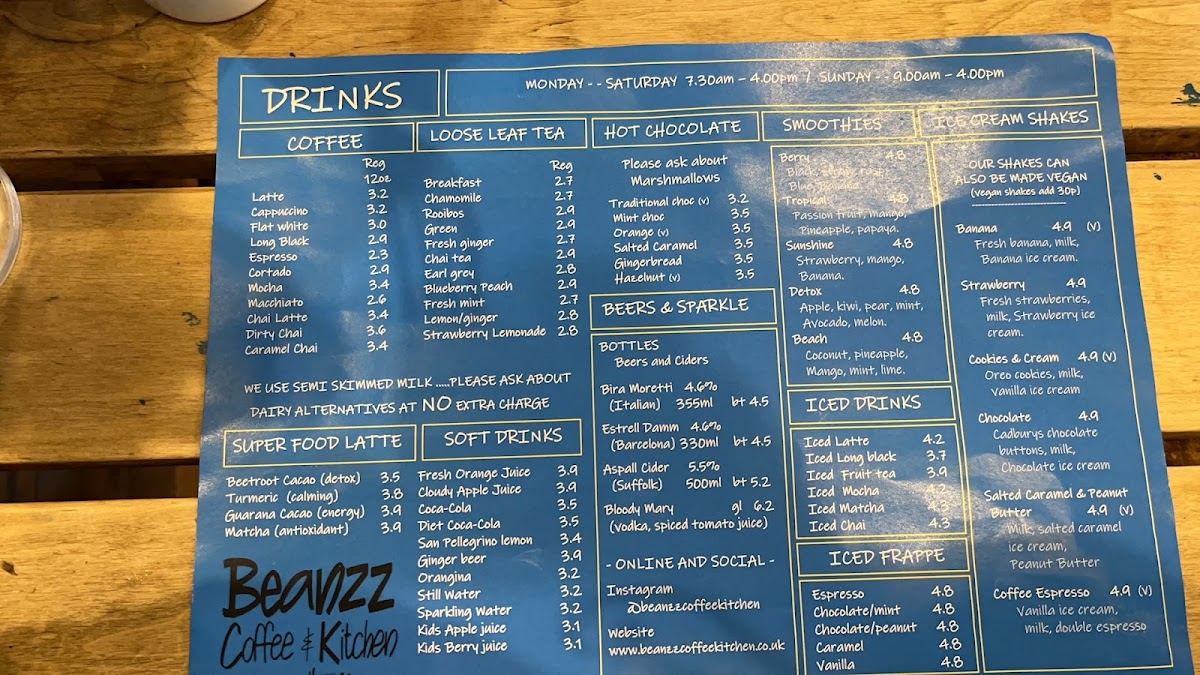 DRINKS
MONDAY - - SATURDAY 7.30am – 4.00pm / SUNDAY - - 9.00am – 4.00pm
COFFEE
Reg
12oz
Latte 3.2
Cappuccino 3.2
Flat white 3.0
Long Black 2.9
Espresso 2.3
Cortado 2.9
Mocha 3.4
Macchiato 2.6
Chai Latte 3.4
Dirty Chai 3.6
Caramel Chai 3.4
LOOSE LEAF TEA
Reg
Breakfast 2.7
Chamomile 2.7
Rooibos 2.9
Green 2.9
Fresh ginger 2.7
Chai tea 2.9
Earl grey 2.8
Blueberry Peach 2.9
Fresh mint 2.7
Lemon/ginger 2.8
Strawberry Lemonade 2.8
WE USE SEMI SKIMMED MILK .....PLEASE ASK ABOUT
DAIRY ALTERNATIVES AT NO EXTRA CHARGE
SUPER FOOD LATTE
Beetroot Cacao (detox) 3.5
Turmeric (calming) 3.8
Guarana Cacao (energy) 3.9
Matcha (antioxidant) 3.9
Beanzz
Coffee & Kitchen
SOFT DRINKS
Fresh Orange Juice 3.9
Cloudy Apple Juice 3.9
Coca-Cola 3.5
Diet Coca-Cola 3.5
San Pellegrino lemon 3.4
Ginger beer 3.9
Orangina 3.2
Still Water 3.2
Sparkling Water 3.2
Kids Apple juice 3.1
Kids Berry juice 3.1
HOT CHOCOLATE
Please ask about
Marshmallows
Traditional choc (v) 3.2
Mint choc 3.5
Orange (v) 3.5
Salted Caramel 3.5
Gingerbread 3.5
Hazelnut (v) 3.5
BEERS & SPARKLE
BOTTLES
Beers and Ciders
Bira Moretti 4.6%
(Italian) 355ml bt 4.5
Estrell Damm 4.6%
(Barcelona) 330ml bt 4.5
Aspall Cider 5.5%
(Suffolk) 500ml bt 5.2
Bloody Mary gl 6.2
(vodka, spiced tomato juice)
- ONLINE AND SOCIAL -
Instagram
@beanzzcoffeekitchen
Website
www.beanzzcoffeekitchen.co.uk
SMOOTHIES
Berry 4.8
Blue, Banana
Tropical 4.8
Passion fruit, mango,
Pineapple, papaya.
Sunshine 4.8
Strawberry, mango,
Banana.
Detox 4.8
Apple, kiwi, pear, mint,
Avocado, melon.
Beach 4.8
Coconut, pineapple,
Mango, mint, lime.
ICED DRINKS
Iced Latte 4.2
Iced Long black 3.7
Iced Fruit tea 3.9
Iced Mocha 4.2
Iced Matcha 4.3
Iced Chai 4.3
ICED FRAPPE
Espresso 4.8
Chocolate/mint 4.8
Chocolate/peanut 4.8
Caramel 4.8
Vanilla 4.8
ICE CREAM SHAKES
OUR SHAKES CAN
ALSO BE MADE VEGAN
(vegan shakes add 30p)
Banana 4.9 (V)
Fresh banana, milk,
Banana ice cream.
Strawberry 4.9
Fresh strawberries,
milk, Strawberry ice
cream.
Cookies & Cream 4.9 (V)
Oreo cookies, milk,
Vanilla ice cream
Chocolate 4.9
Cadburys chocolate
buttons, milk,
Chocolate ice cream
Salted Caramel & Peanut
Butter 4.9 (V)
Milk, salted caramel
ice cream,
Peanut Butter
Coffee Espresso 4.9 (V)
Vanilla ice cream,
milk, double espresso